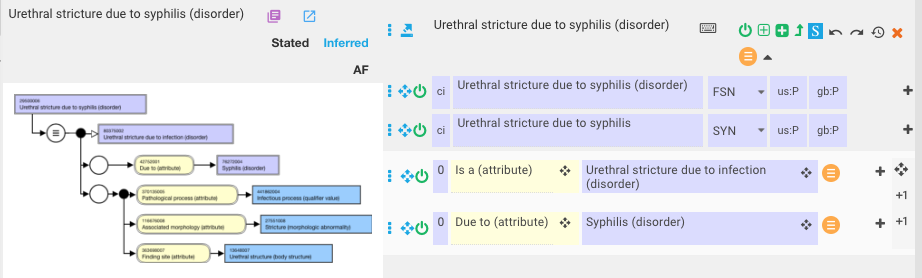 Urethral stricture due to syphilis (disorder)
Stated Inferred
AF
Urethral stricture due to syphilis (disorder)
Urethral stricture due to infection (disorder)
42752001
Due to (attribute)
76272004
Syphilis (disorder)
370135005
Pathological process (attribute)
441862004
Infectious process (qualifier value)
116676008
Associated morphology (attribute)
Stricture (morphologic abnormality)
363698007
Finding site (attribute)
13648007
Urethral structure (body structure)
Urethral stricture due to syphilis (disorder)
S
ci Urethral stricture due to syphilis (disorder) FSN us:P gb:P
ci Urethral stricture due to syphilis SYN us:P gb:P
0 Is a (attribute) Urethral stricture due to infection
(disorder)
+1
0 Due to (attribute) Syphilis (disorder) +1